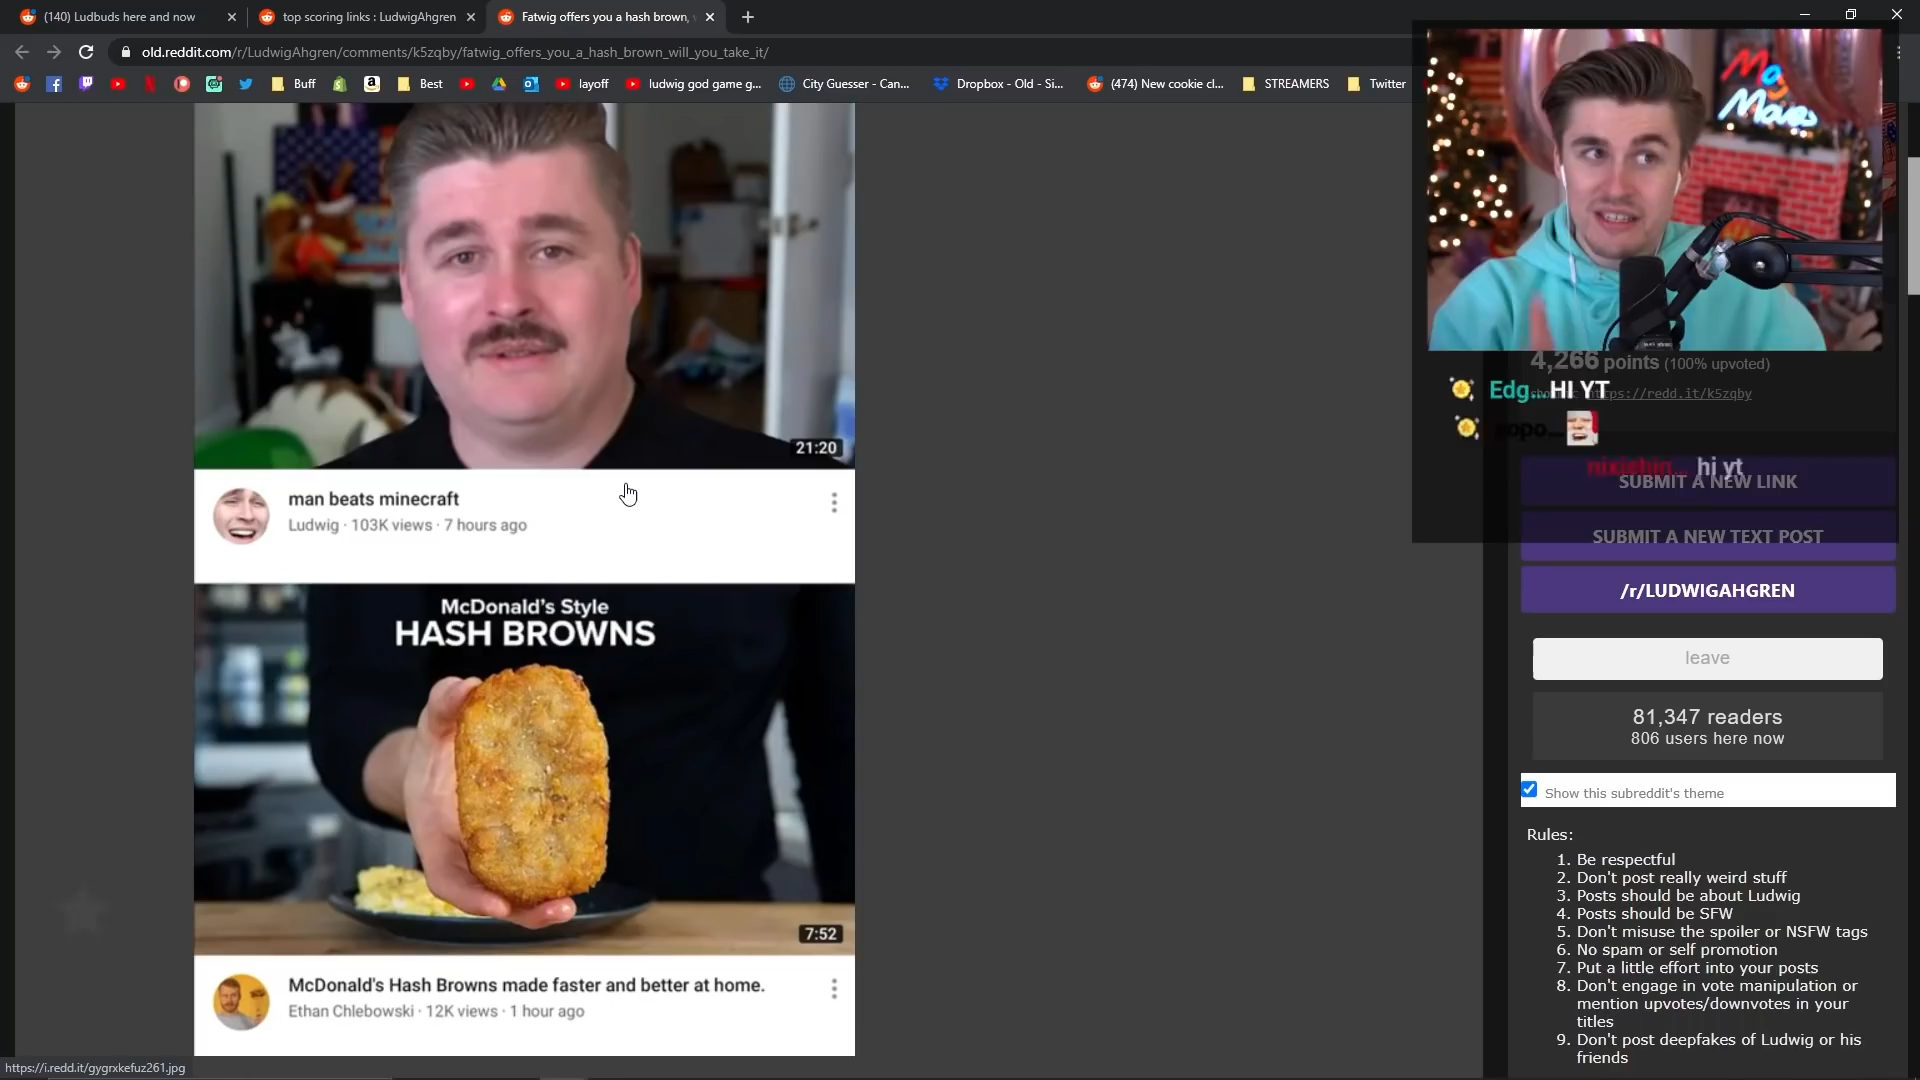 (140) Ludbuds here and now
top scoring links : LudwigAhgren
Fatwig offers you a hash brown,
old.reddit.com/r/LudwigAhgren/comments/k5zqby/fatwig_offers_you_a_hash_brown_will_you_take_it/
Buff
Best
layoff
ludwig god game g...
City Guesser - Can...
Dropbox - Old - Si...
(474) New cookie cl...
STREAMERS
Twitter
21:20
man beats minecraft
Ludwig · 103K views · 7 hours ago
McDonald's Style
HASH BROWNS
7:52
McDonald's Hash Browns made faster and better at home.
Ethan Chlebowski · 12K views · 1 hour ago
https://i.redd.it/gygrxkefuz261.jpg
4,266 points (100% upvoted)
https://redd.it/k5zqby
Edg... HI YT
hi yt
SUBMIT A NEW LINK
SUBMIT A NEW TEXT POST
/r/LUDWIGAHGREN
leave
81,347 readers
806 users here now
Show this subreddit's theme
Rules:
1. Be respectful
2. Don't post really weird stuff
3. Posts should be about Ludwig
4. Posts should be SFW
5. Don't misuse the spoiler or NSFW tags
6. No spam or self promotion
7. Put a little effort into your posts
8. Don't engage in vote manipulation or
mention upvotes/downvotes in your
titles
9. Don't post deepfakes of Ludwig or his
friends